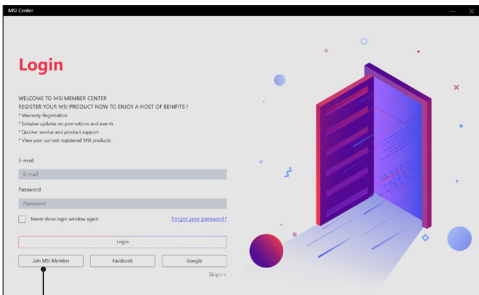 MSI Center
Login
WELCOME TO MSI MEMBER CENTER
REGISTER YOUR MSI PRODUCT NOW TO ENJOY A HOST OF BENIFITS !
* Warranty Registration
* Exlusive updates on promotions and events
* Quicker service and product support
* View your current registered MSI products
E-mail
E-mail
Password
Password
Never show login window again
Forgot your password?
Login
Join MSI Member
Facebook
Google
Skip >>